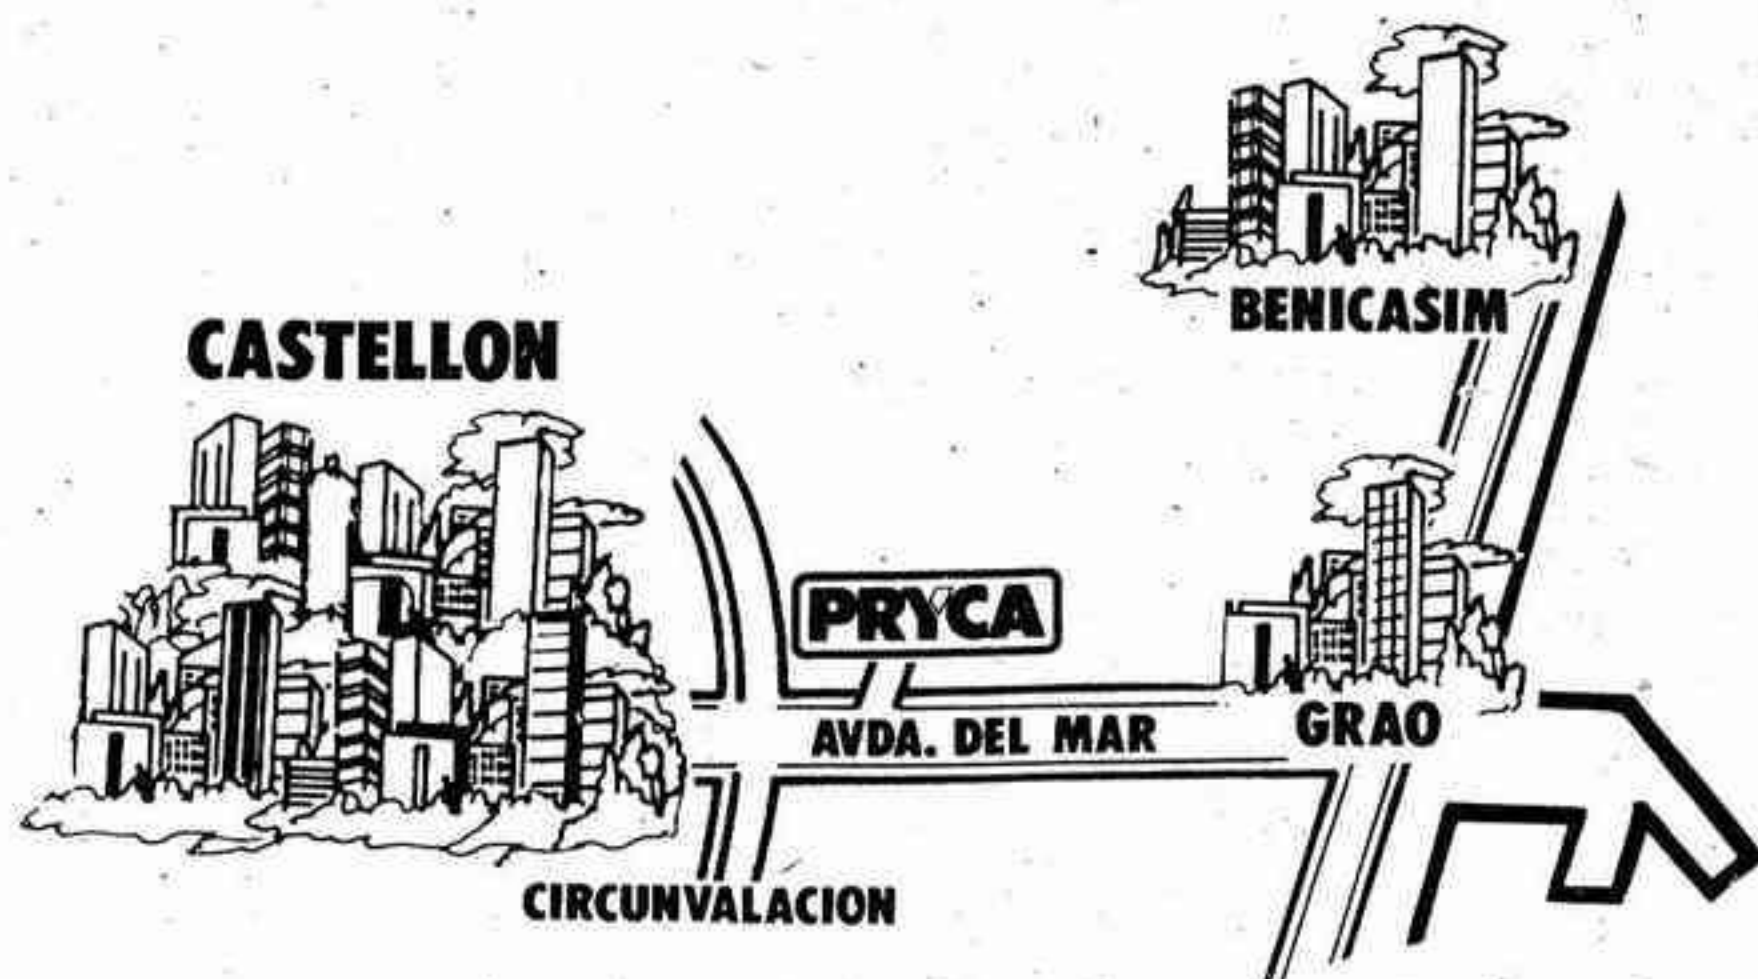 BENICASIM
CASTELLON
PRYCA
AVDA. DEL MAR
GRAO
CIRCUNVALACION